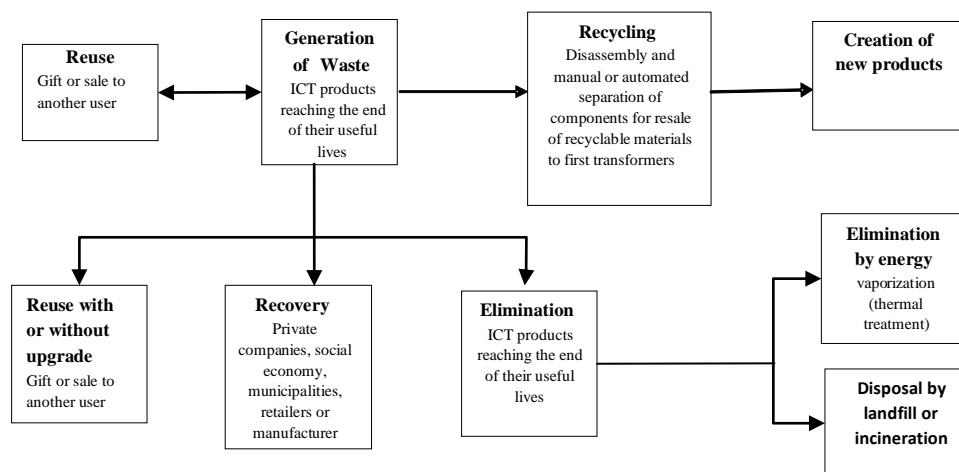 Reuse
Gift or sale to
another user
Generation
of Waste
ICT products
reaching the end
of their useful
lives
Recycling
Disassembly and
manual or automated
separation of
components for resale
of recyclable materials
to first transformers
Creation of
new products
Reuse with
or without
upgrade
Gift or sale to
another user
Recovery
Private
companies, social
economy,
municipalities,
retailers or
manufacturer
Elimination
ICT products
reaching the end
of their useful
lives
Elimination
by energy
vaporization
(thermal
treatment)
Disposal by
landfill or
incineration